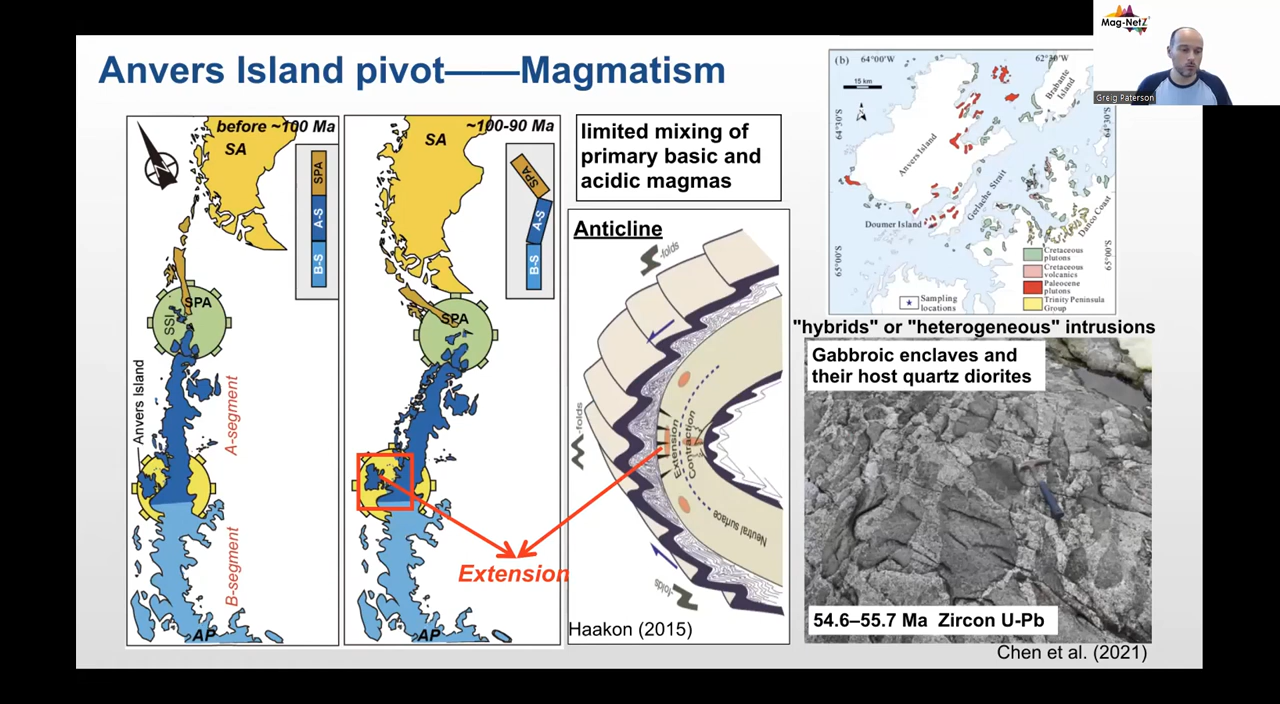 Mag-NetZ
Greig Paterson
Anvers Island pivot——Magmatism
before ~100 Ma
SA
SPA
A-S
B-S
SPA
SSI
Anvers Island
A-segment
B-segment
AP
~100-90 Ma
SA
SPA
A-S
B-S
SPA
AP
Extension
limited mixing of
primary basic and
acidic magmas
Anticline
-folds
-folds
-folds
Extension
Contraction
Neutral surface
Haakon (2015)
(b)
64°00′W
62°30′W
15 km
64°30′S
64°30′S
65°00′S
65°00′S
Brabante
Island
Anvers Island
Gerlache Strait
Doumer Island
Danco Coast
Cretaceous
plutons
Cretaceous
volcanics
Paleocene
plutons
Trinity Peninsula
Group
Sampling
locations
"hybrids" or "heterogeneous" intrusions
Gabbroic enclaves and
their host quartz diorites
54.6–55.7 Ma Zircon U-Pb
Chen et al. (2021)